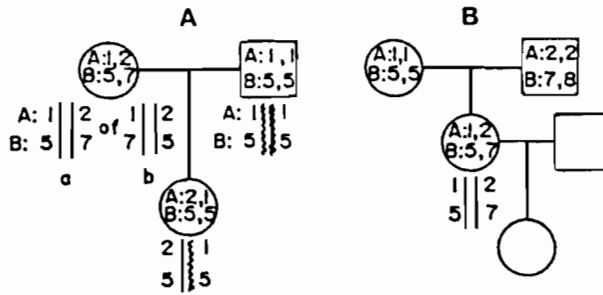 A
A:1,2
B:5,7
A:1,1
B:5,5
A: 1 2 of 1 2
B: 5 7 7 5
a b
A: 1 1
B: 5 5
A:2,1
B:5,5
2 1
5 5
B
A:1,1
B:5,5
A:2,2
B:7,8
A:1,2
B:5,7
1 2
5 7